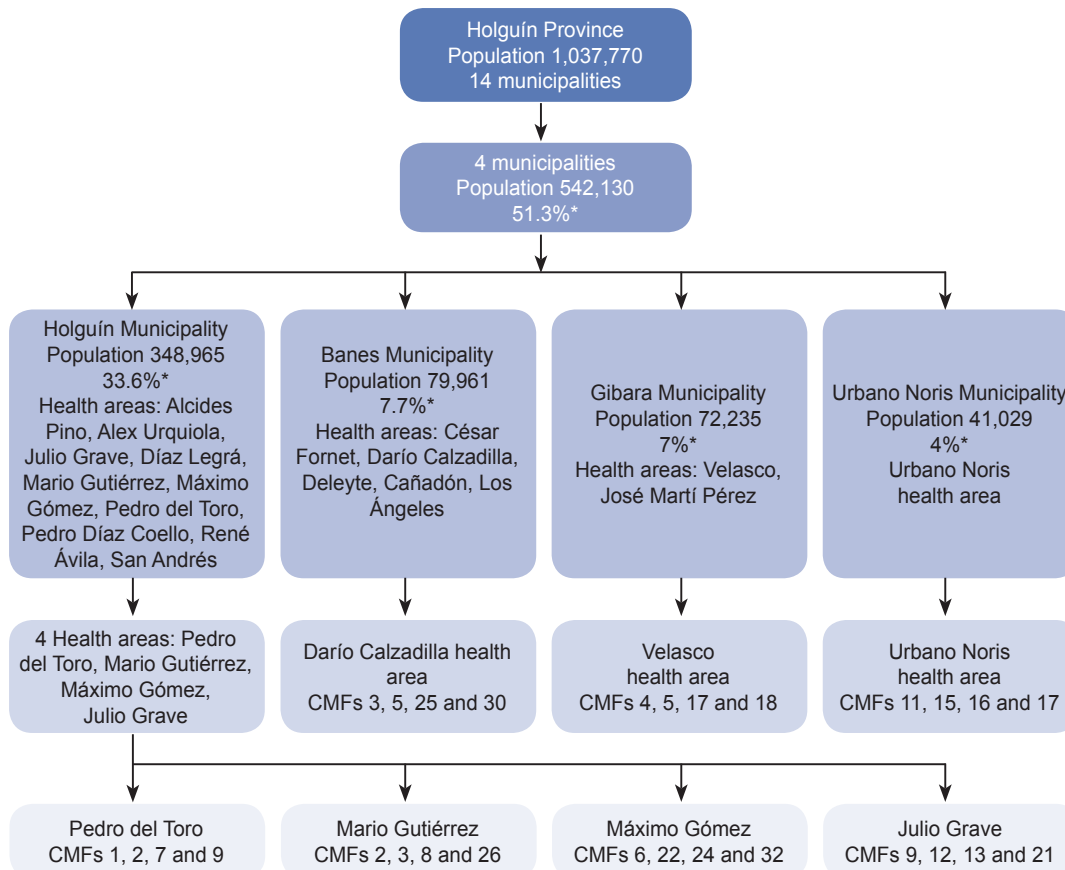 Holguín Province
Population 1,037,770
14 municipalities
4 municipalities
Population 542,130
51.3%*
Holguín Municipality
Population 348,965
33.6%*
Health areas: Alcides
Pino, Alex Urquiola,
Julio Grave, Díaz Legrá,
Mario Gutiérrez, Máximo
Gómez, Pedro del Toro,
Pedro Díaz Coello, René
Ávila, San Andrés
Banes Municipality
Population 79,961
7.7%*
Health areas: César
Fornet, Darío Calzadilla,
Deleyte, Cañadón, Los
Ángeles
Gibara Municipality
Population 72,235
7%*
Health areas: Velasco,
José Martí Pérez
Urbano Noris Municipality
Population 41,029
4%*
Urbano Noris
health area
4 Health areas: Pedro
del Toro, Mario Gutiérrez,
Máximo Gómez,
Julio Grave
Darío Calzadilla health
area
CMFs 3, 5, 25 and 30
Velasco
health area
CMFs 4, 5, 17 and 18
Urbano Noris
health area
CMFs 11, 15, 16 and 17
Pedro del Toro
CMFs 1, 2, 7 and 9
Mario Gutiérrez
CMFs 2, 3, 8 and 26
Máximo Gómez
CMFs 6, 22, 24 and 32
Julio Grave
CMFs 9, 12, 13 and 21